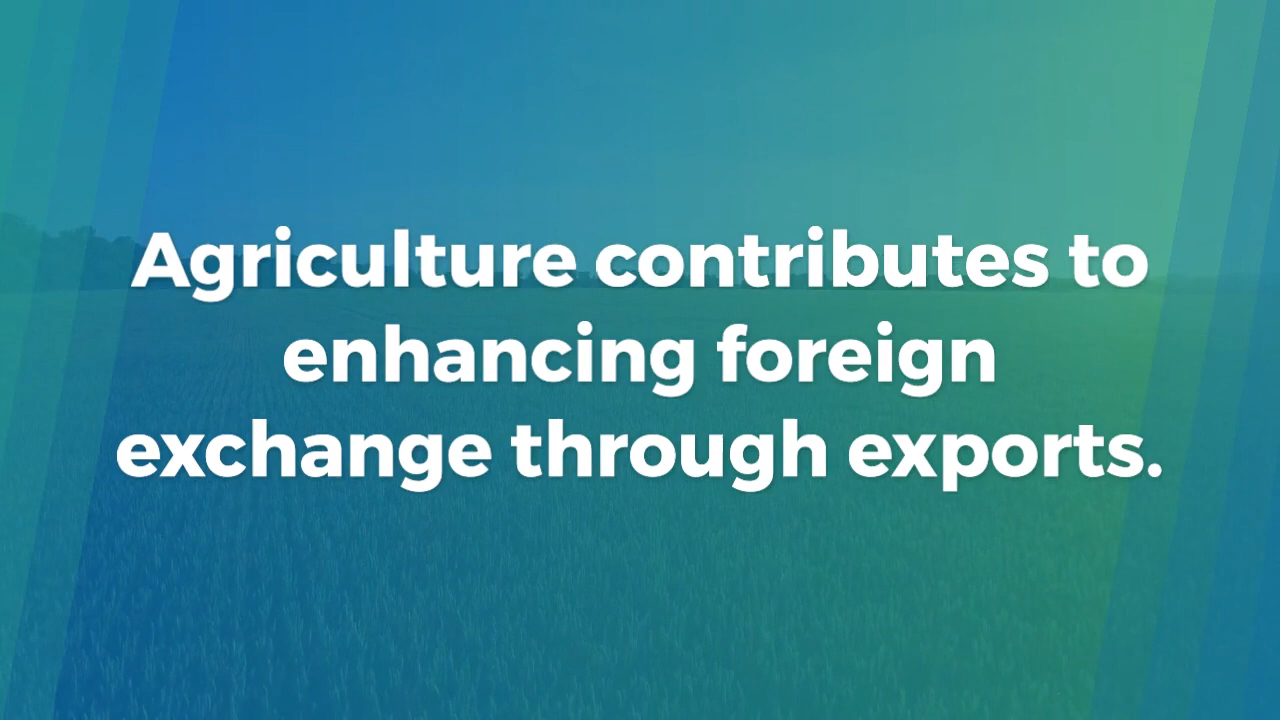 Agriculture contributes to
enhancing foreign
exchange through exports.